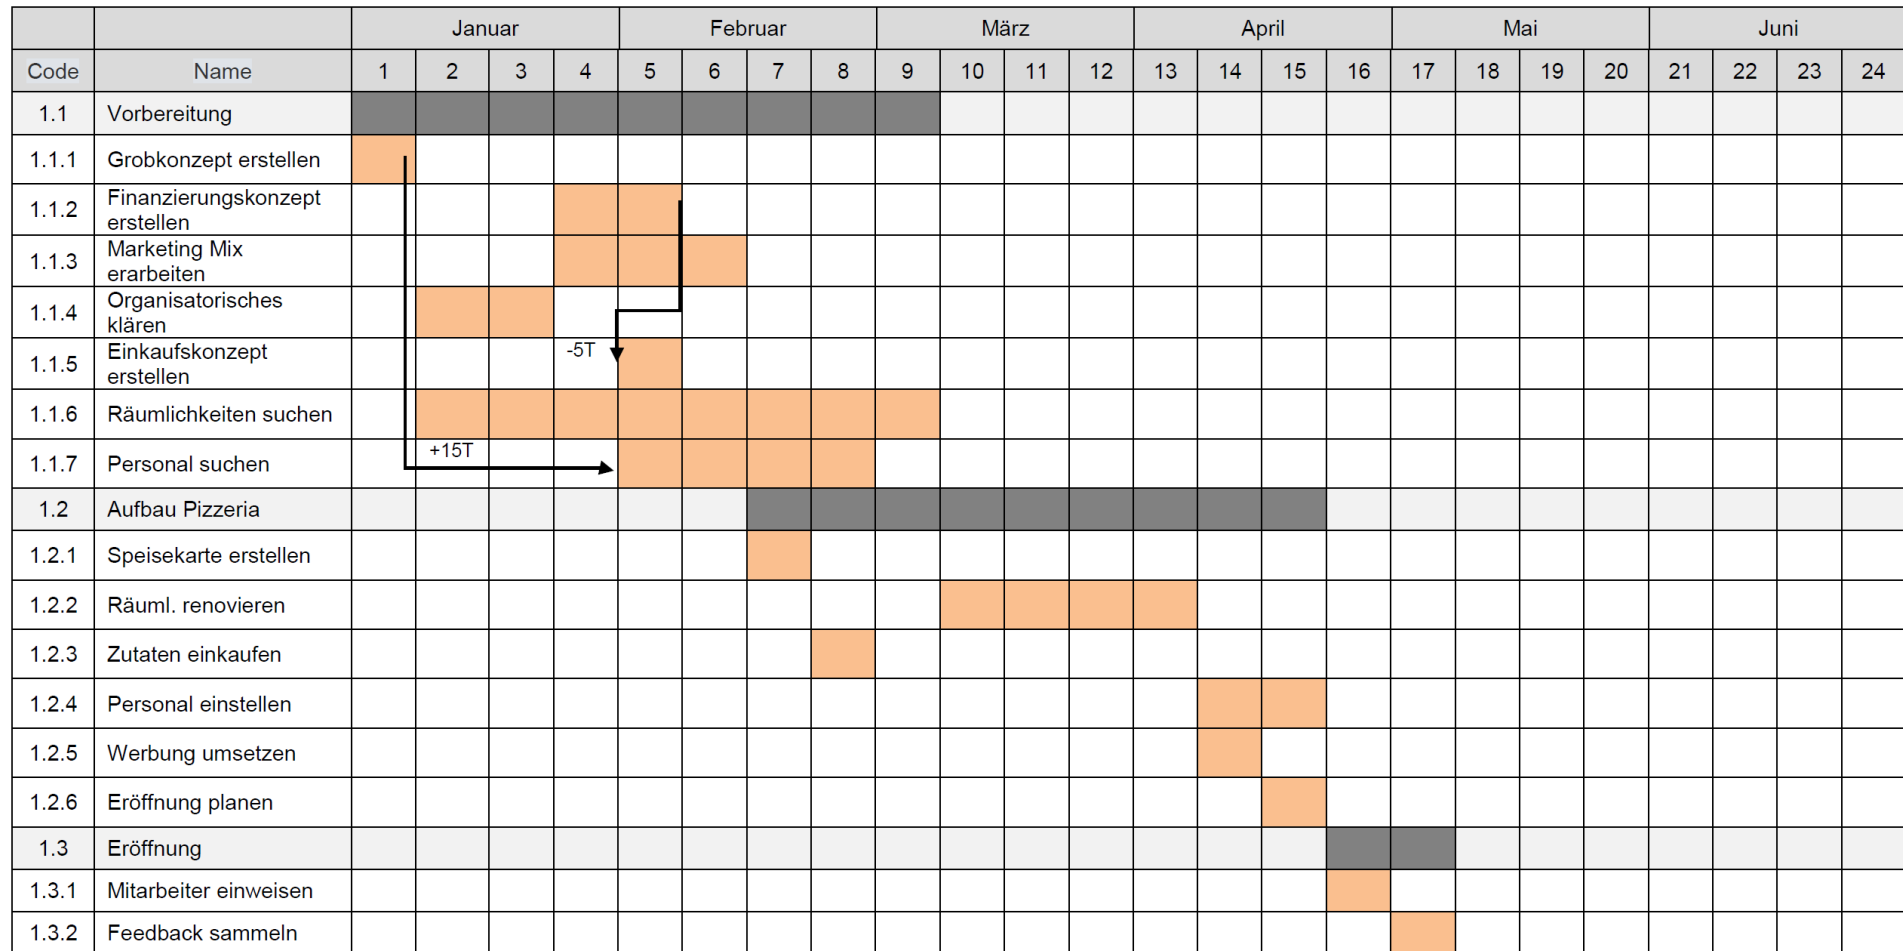 Januar Februar März April Mai Juni
Code Name 1 2 3 4 5 6 7 8 9 10 11 12 13 14 15 16 17 18 19 20 21 22 23 24
1.1 Vorbereitung
1.1.1 Grobkonzept erstellen
1.1.2 Finanzierungskonzept
erstellen
1.1.3 Marketing Mix
erarbeiten
1.1.4 Organisatorisches
klären
1.1.5 Einkaufskonzept
erstellen
-5T
1.1.6 Räumlichkeiten suchen
+15T
1.1.7 Personal suchen
1.2 Aufbau Pizzeria
1.2.1 Speisekarte erstellen
1.2.2 Räuml. renovieren
1.2.3 Zutaten einkaufen
1.2.4 Personal einstellen
1.2.5 Werbung umsetzen
1.2.6 Eröffnung planen
1.3 Eröffnung
1.3.1 Mitarbeiter einweisen
1.3.2 Feedback sammeln